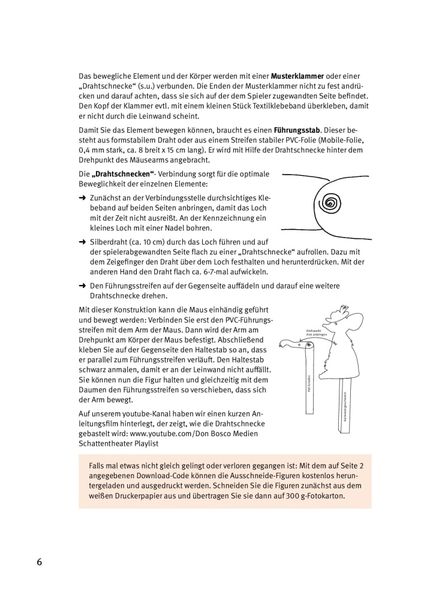 Das bewegliche Element und der Körper werden mit einer Musterklammer oder einer
„Drahtschnecke“ (s.u.) verbunden. Die Enden der Musterklammer nicht zu fest andrü-
cken und darauf achten, dass sie sich auf der dem Spieler zugewandten Seite befindet.
Den Kopf der Klammer evtl. mit einem kleinen Stück Textilklebeband überkleben, damit
er nicht durch die Leinwand scheint.
Damit Sie das Element bewegen können, braucht es einen Führungsstab. Dieser be-
steht aus formstabilem Draht oder aus einem Streifen stabiler PVC-Folie (Mobile-Folie,
0,4 mm stark, ca. 8 breit x 15 cm lang). Er wird mit Hilfe der Drahtschnecke hinter dem
Drehpunkt des Mäusearms angebracht.
Die „Drahtschnecken“- Verbindung sorgt für die optimale
Beweglichkeit der einzelnen Elemente:
➜ Zunächst an der Verbindungsstelle durchsichtiges Kle-
beband auf beiden Seiten anbringen, damit das Loch
mit der Zeit nicht ausreißt. An der Kennzeichnung ein
kleines Loch mit einer Nadel bohren.
➜ Silberdraht (ca. 10 cm) durch das Loch führen und auf
der spielerabgewandten Seite flach zu einer „Drahtschnecke“ aufrollen. Dazu mit
dem Zeigefinger den Draht über dem Loch festhalten und herunterdrücken. Mit der
anderen Hand den Draht flach ca. 6-7-mal aufwickeln.
➜ Den Führungsstreifen auf der Gegenseite auffädeln und darauf eine weitere
Drahtschnecke drehen.
Mit dieser Konstruktion kann die Maus einhändig geführt
und bewegt werden: Verbinden Sie erst den PVC-Führungs-
streifen mit dem Arm der Maus. Dann wird der Arm am
Drehpunkt am Körper der Maus befestigt. Abschließend
kleben Sie auf der Gegenseite den Haltestab so an, dass
er parallel zum Führungsstreifen verläuft. Den Haltestab
schwarz anmalen, damit er an der Leinwand nicht auffällt.
Sie können nun die Figur halten und gleichzeitig mit dem
Daumen den Führungsstreifen so verschieben, dass sich
der Arm bewegt.
Auf unserem youtube-Kanal haben wir einen kurzen An-
leitungsfilm hinterlegt, der zeigt, wie die Drahtschnecke
gebastelt wird: www.youtube.com/Don Bosco Medien
Schattentheater Playlist
Falls mal etwas nicht gleich gelingt oder verloren gegangen ist: Mit dem auf Seite 2
angegebenen Download-Code können die Ausschneide-Figuren kostenlos herun-
tergeladen und ausgedruckt werden. Schneiden Sie die Figuren zunächst aus dem
weißen Druckerpapier aus und übertragen Sie sie dann auf 300 g-Fotokarton.
6